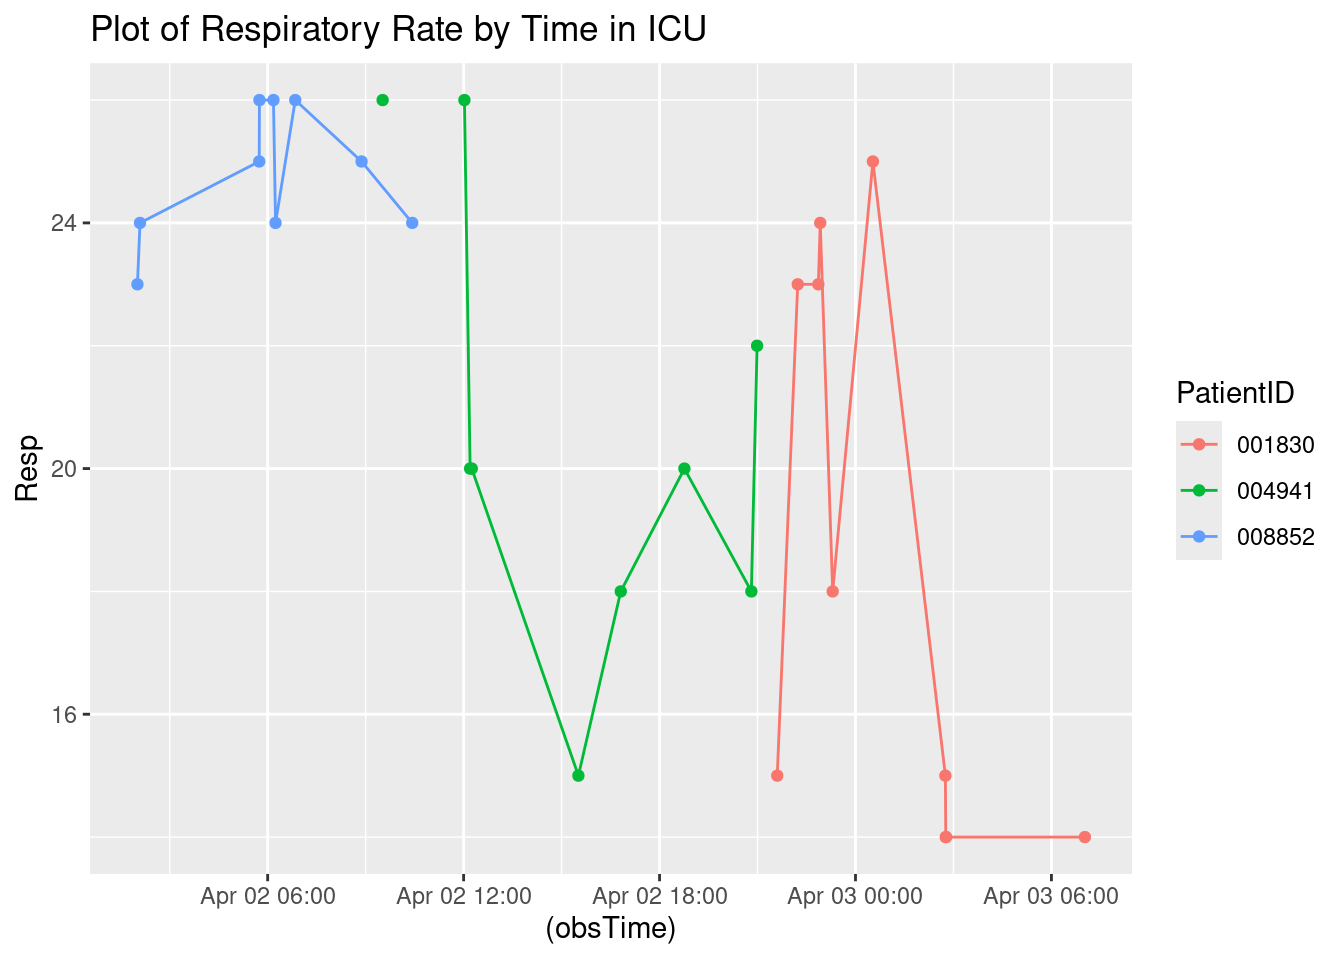 Plot of Respiratory Rate by Time in ICU
24
20
16
Resp
Apr 02 06:00
Apr 02 12:00
Apr 02 18:00
Apr 03 00:00
Apr 03 06:00
(obsTime)
PatientID
001830
004941
008852